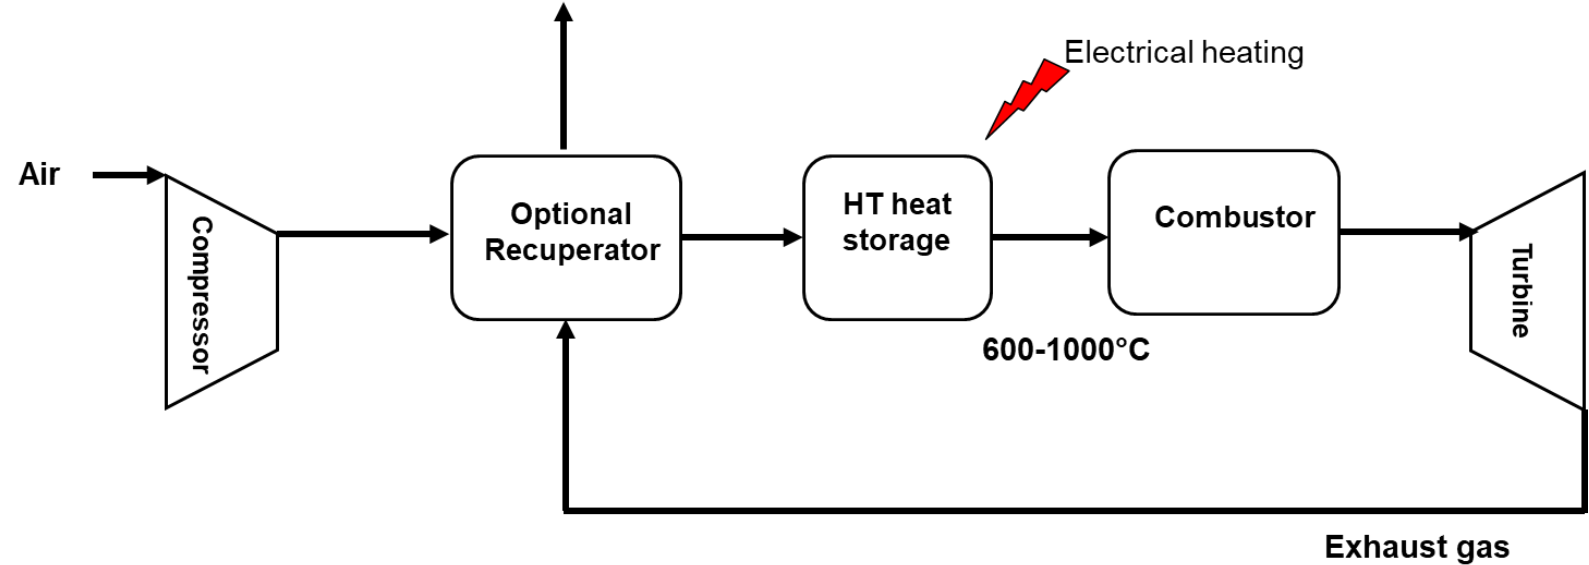 Electrical heating
Air
Compressor
Optional
Recuperator
HT heat
storage
Combustor
Turbine
600-1000°C
Exhaust gas